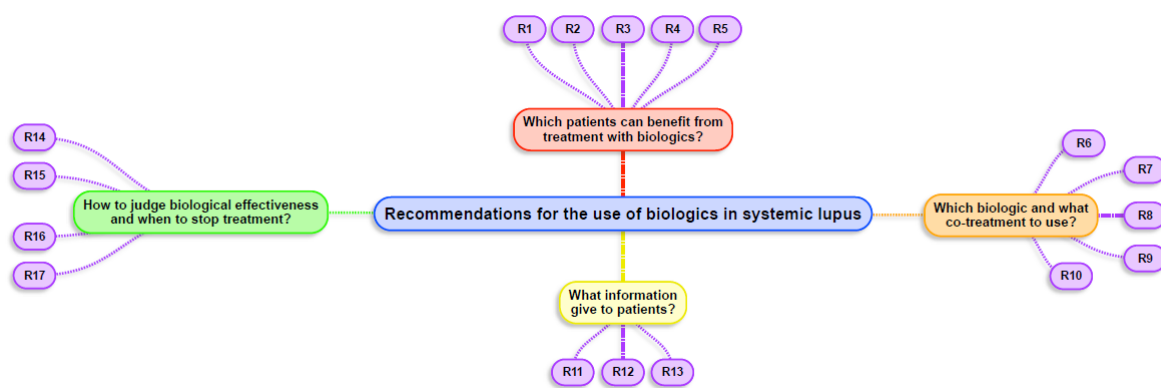 R1
R2
R3
R4
R5
Which patients can benefit from
treatment with biologics?
R14
R15
R16
R17
How to judge biological effectiveness
and when to stop treatment?
Recommendations for the use of biologics in systemic lupus
Which biologic and what
co-treatment to use?
R6
R7
R8
R9
R10
What information
give to patients?
R11
R12
R13